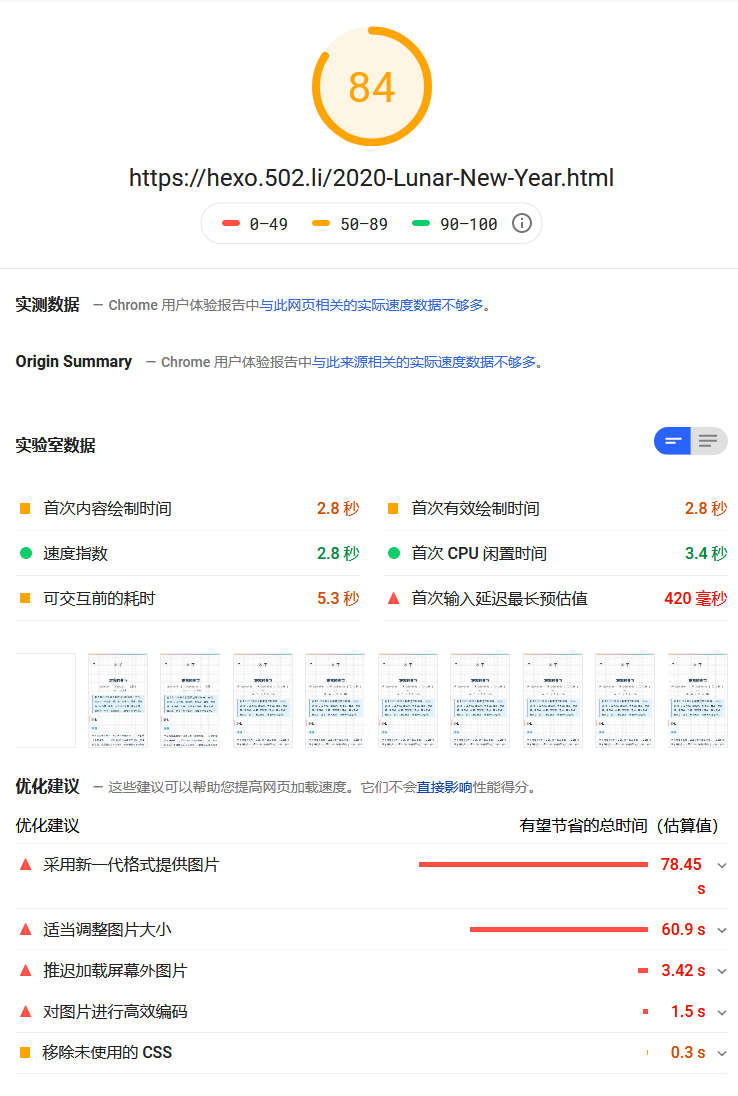 84
https://hexo.502.li/2020-Lunar-New-Year.html
0–49 50–89 90–100
实测数据 — Chrome 用户体验报告中与此网页相关的实际速度数据不够多。
Origin Summary — Chrome 用户体验报告中与此来源相关的实际速度数据不够多。
实验室数据
首次内容绘制时间 2.8 秒 首次有效绘制时间 2.8 秒
速度指数 2.8 秒 首次 CPU 闲置时间 3.4 秒
可交互前的耗时 5.3 秒 首次输入延迟最长预估值 420 毫秒
优化建议 — 这些建议可以帮助您提高网页加载速度。它们不会直接影响性能得分。
优化建议 有望节省的总时间（估算值）
采用新一代格式提供图片 78.45
s
适当调整图片大小 60.9 s
推迟加载屏幕外图片 3.42 s
对图片进行高效编码 1.5 s
移除未使用的 CSS 0.3 s